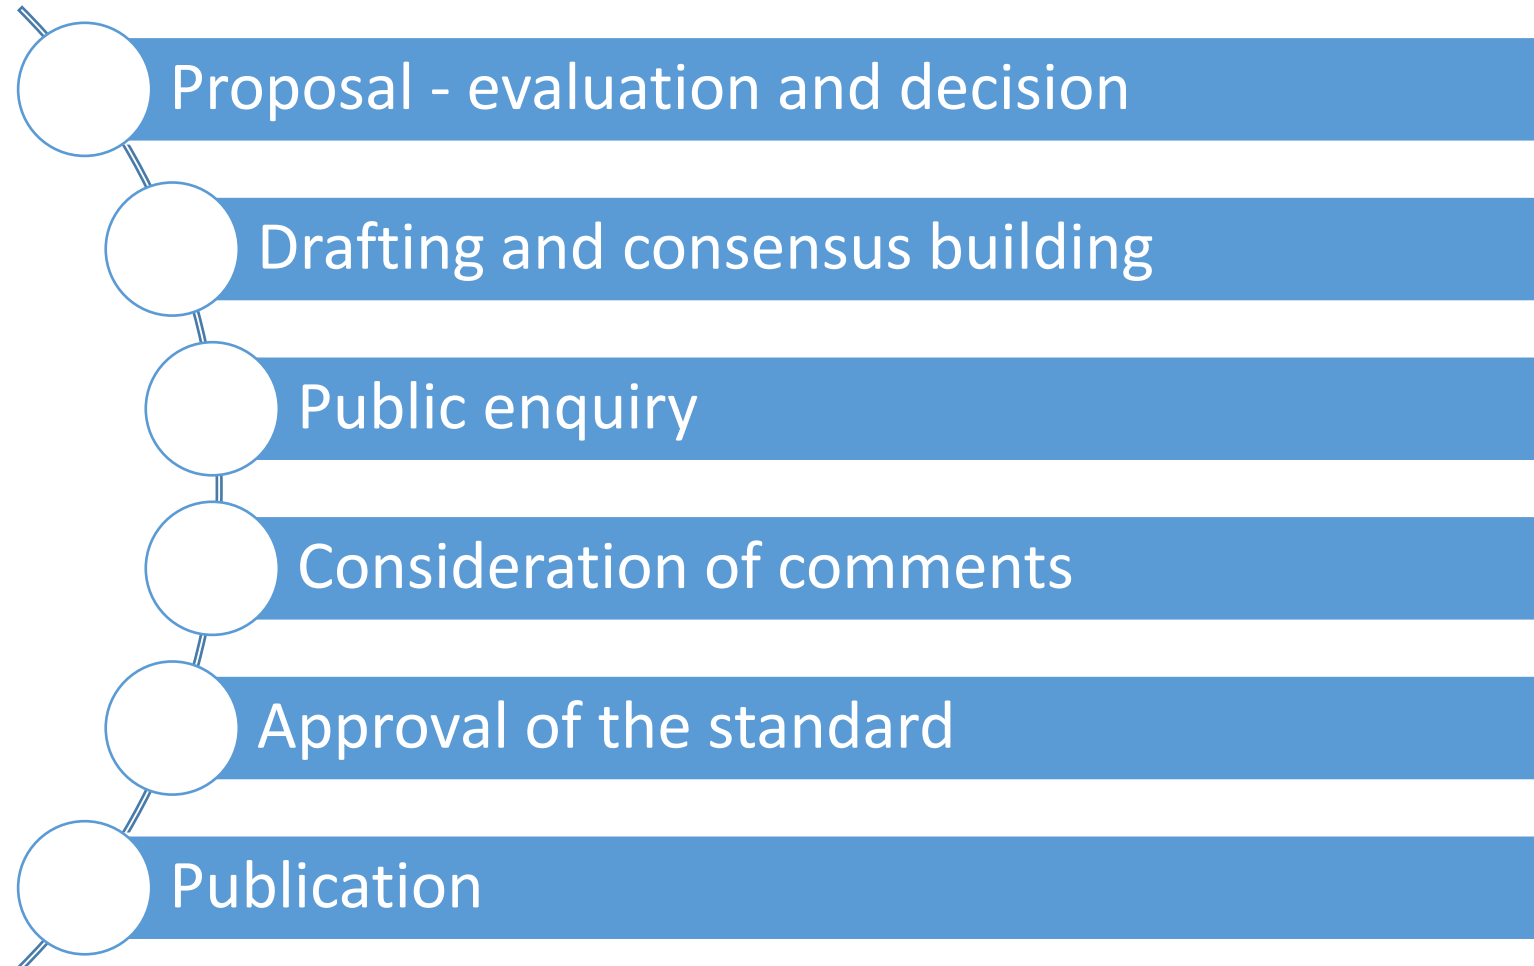 Proposal - evaluation and decision
Drafting and consensus building
Public enquiry
Consideration of comments
Approval of the standard
Publication